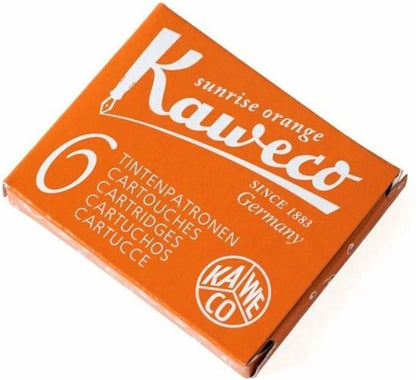 sunrise orange
Kaweco
SINCE 1883
Germany
6
TINTENPATRONEN
CARTOUCHES
CARTRIDGES
CARTUCHOS
CARTUCCE
KA WE
CO